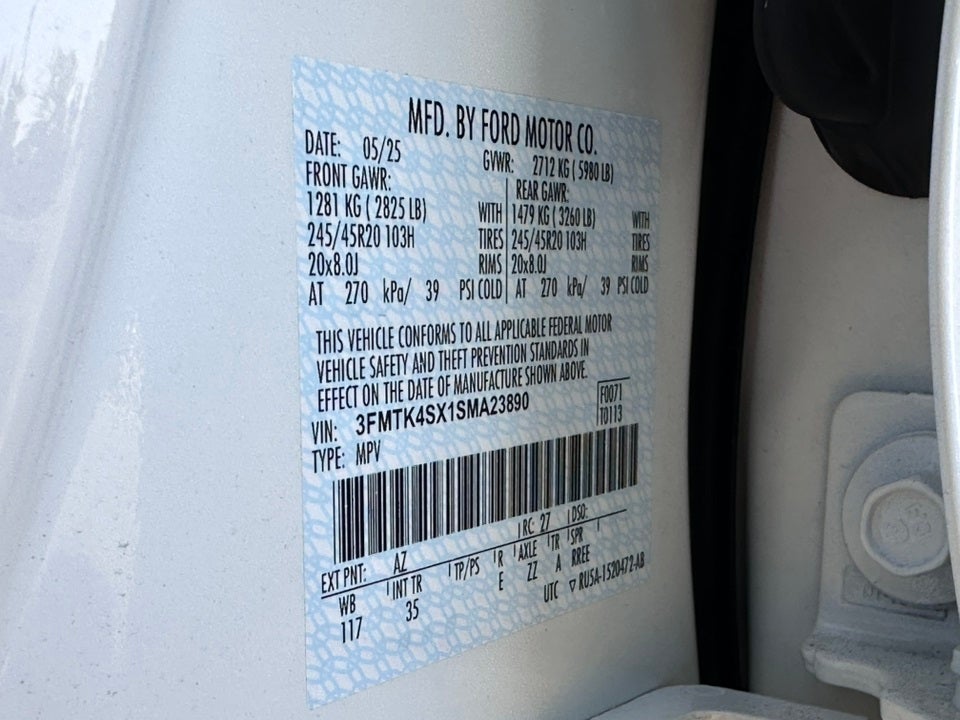 MFD. BY FORD MOTOR CO.
DATE: 05/25 GVWR: 2712 KG ( 5980 LB)
FRONT GAWR: REAR GAWR:
1281 KG ( 2825 LB) WITH 1479 KG ( 3260 LB) WITH
245/45R20 103H TIRES 245/45R20 103H TIRES
20x8.0J RIMS 20x8.0J RIMS
AT 270 kPa/ 39 PSI COLD AT 270 kPa/ 39 PSI COLD
THIS VEHICLE CONFORMS TO ALL APPLICABLE FEDERAL MOTOR
VEHICLE SAFETY AND THEFT PREVENTION STANDARDS IN
EFFECT ON THE DATE OF MANUFACTURE SHOWN ABOVE.
VIN: 3FMTK4SX1SMA23890 F0071
TYPE: MPV T0113
EXT PNT: AZ RC: 27 DSO:
WB INT TR TP/PS R AXLE TR SPR
117 35 E ZZ A RREE
UTC ▽ RU5A-1520472-AB